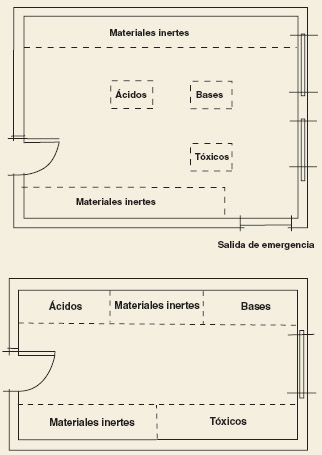 Materiales inertes
Ácidos
Bases
Tóxicos
Materiales inertes
Salida de emergencia
Ácidos
Materiales inertes
Bases
Materiales inertes
Tóxicos